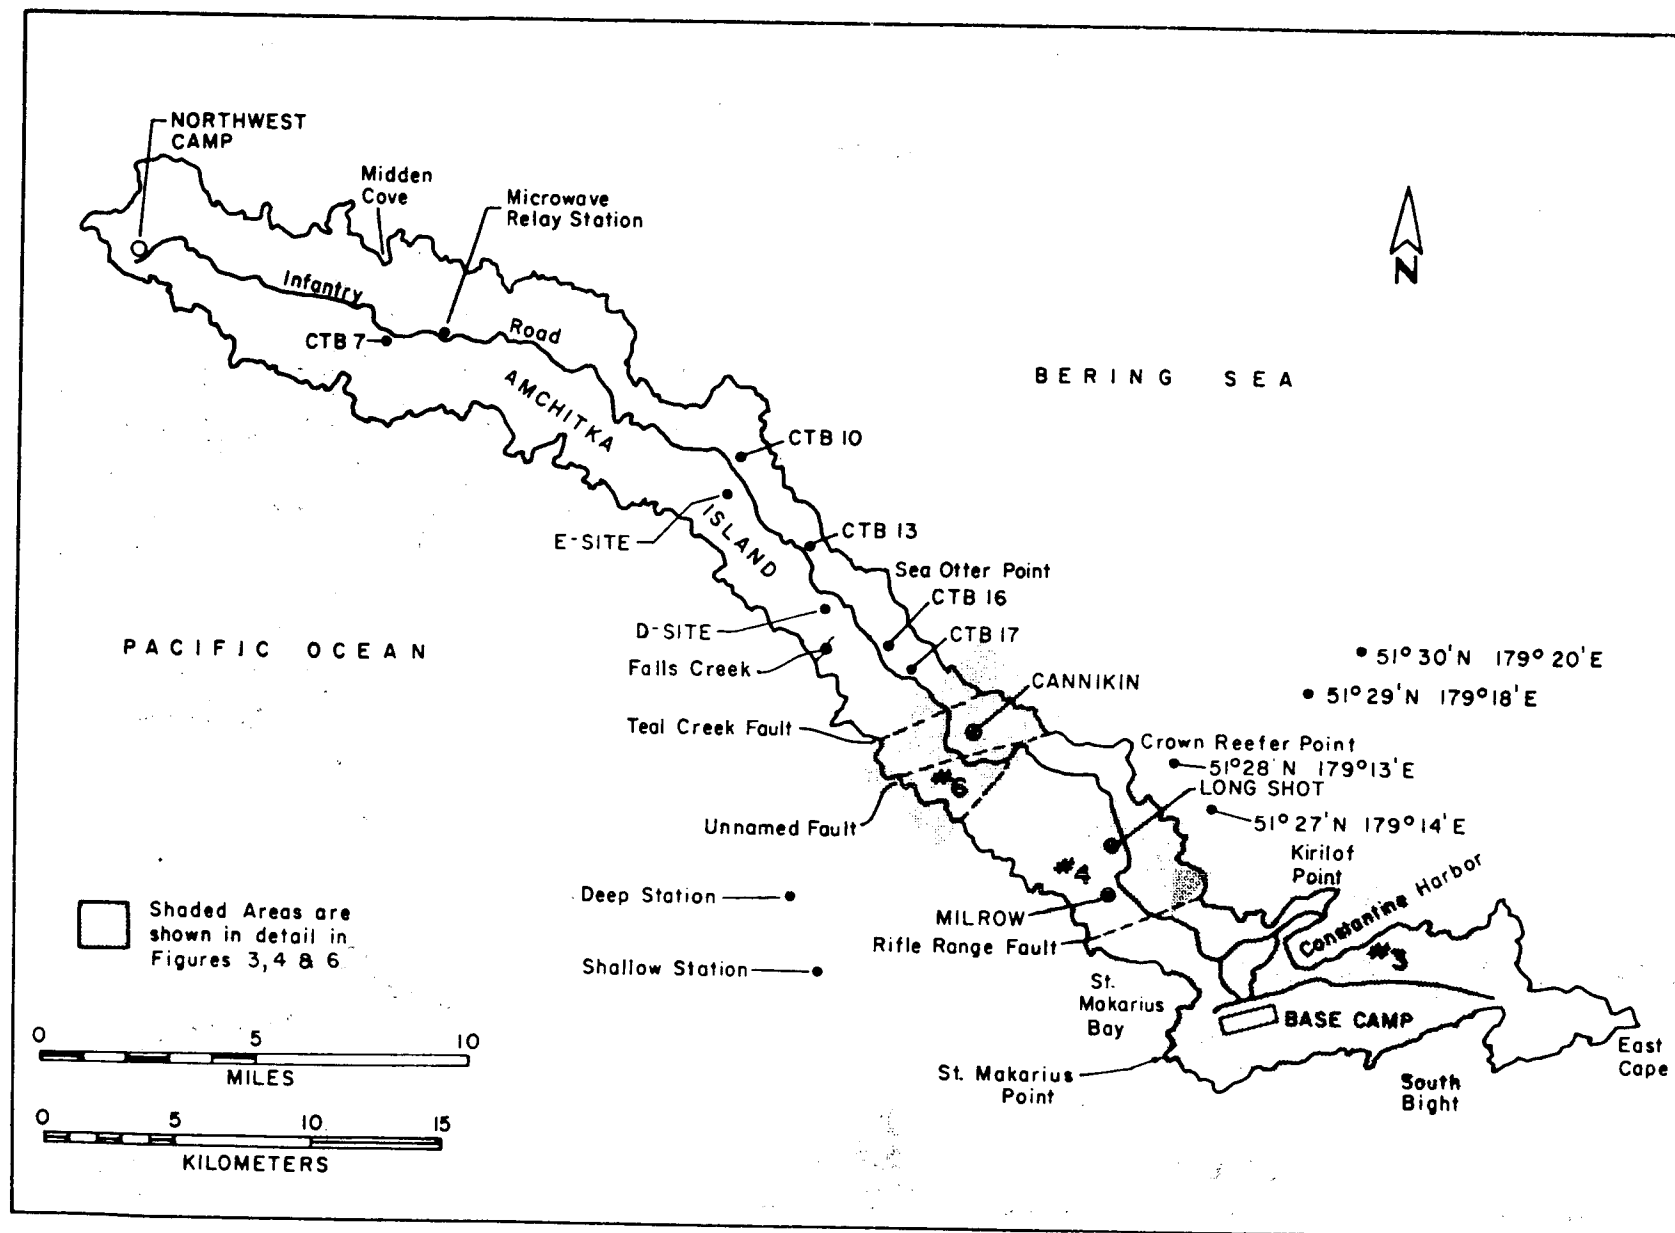 NORTHWEST
CAMP
Midden
Cove
Microwave
Relay Station
Infantry
Road
CTB 7
AMCHITKA
ISLAND
BERING SEA
CTB 10
E-SITE
CTB 13
Sea Otter Point
CTB 16
D-SITE
CTB 17
PACIFIC OCEAN
Falls Creek
51° 30'N 179° 20'E
CANNIKIN
51° 29'N 179° 18'E
Teal Creek Fault
Crown Reefer Point
51° 28' N 179° 13'E
#6
LONG SHOT
Unnamed Fault
51° 27'N 179° 14'E
Kirilof
Point
#4
Constantine Harbor
Deep Station
MILROW
Rifle Range Fault
#3
Shaded Areas are
shown in detail in
Figures 3, 4 & 6
Shallow Station
St.
Makarius
Bay
BASE CAMP
East
Cape
St. Makarius
Point
South
Bight
N
0 5 10
MILES
0 5 10 15
KILOMETERS